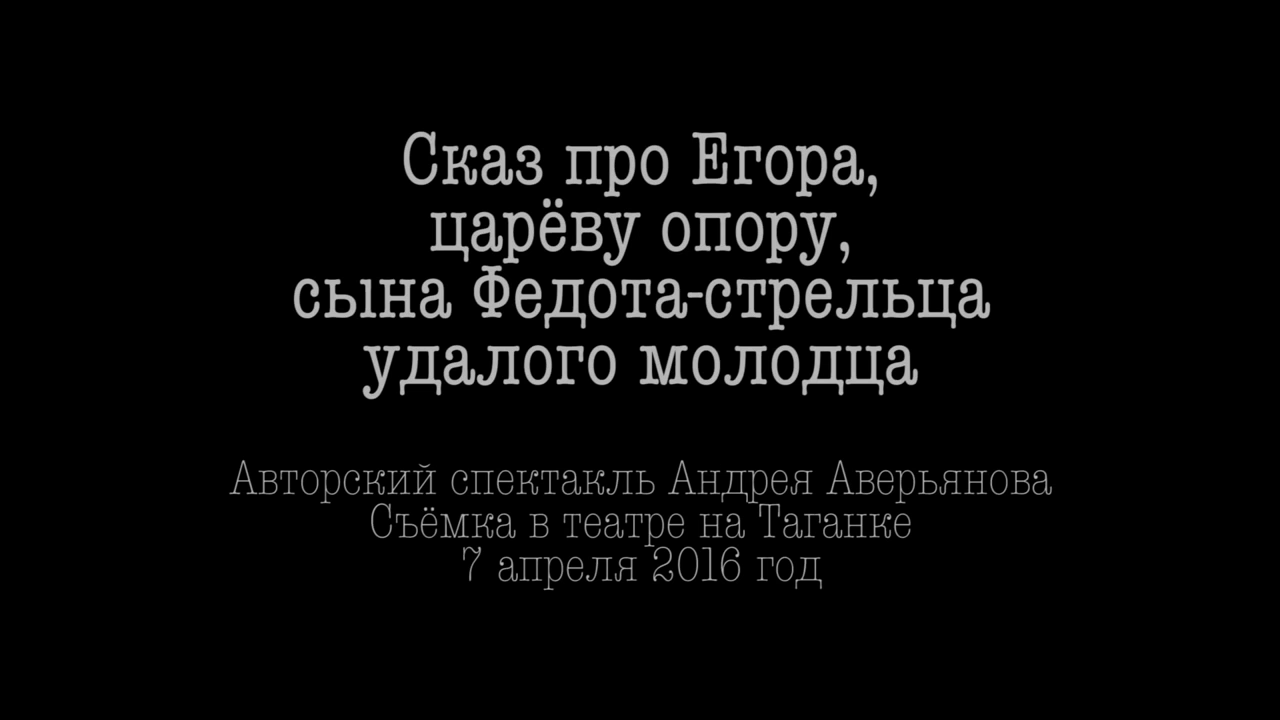 Сказ про Егора,
царёву опору,
сына Федота-стрельца
удалого молодца
Авторский спектакль Андрея Аверьянова
Съёмка в театре на Таганке
7 апреля 2016 год